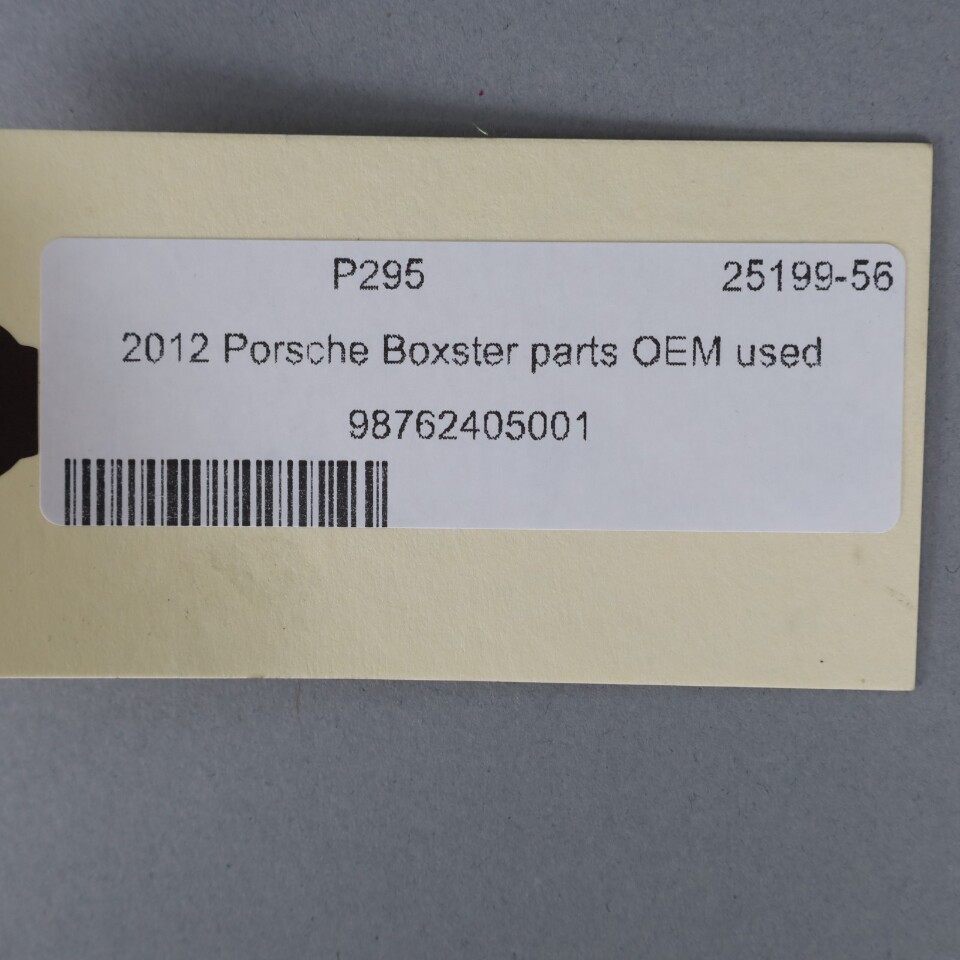 P295 25199-56
2012 Porsche Boxster parts OEM used
98762405001